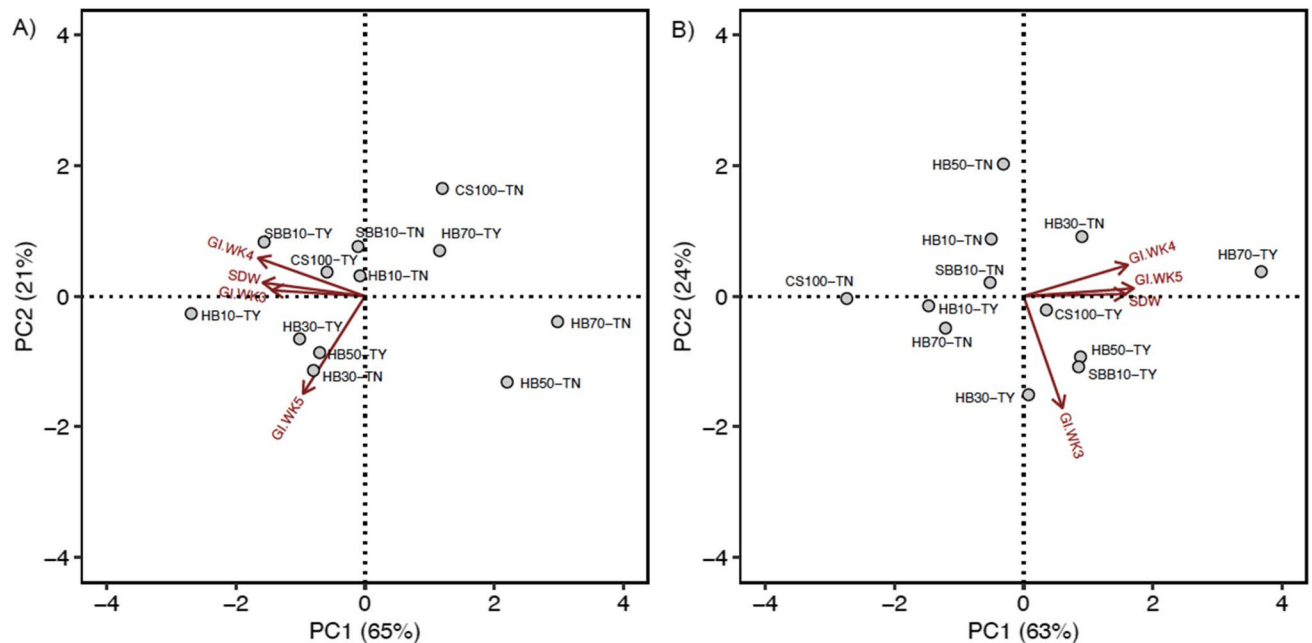 A)
4
2
0
−2
−4
PC2 (21%)
−4
−2
0
2
4
PC1 (65%)
CS100−TN
SBB10−TY
SBB10−TN
HB70−TY
GI.WK4
CS100−TY
SDW
HB10−TN
GI.WK3
HB10−TY
HB30−TY
HB70−TN
HB50−TY
HB30−TN
HB50−TN
GI.WK5
B)
4
2
0
−2
−4
PC2 (24%)
−4
−2
0
2
4
PC1 (63%)
HB50−TN
HB30−TN
HB10−TN
GI.WK4
HB70−TY
SBB10−TN
CS100−TN
GI.WK5
SDW
HB10−TY
CS100−TY
HB70−TN
HB50−TY
SBB10−TY
HB30−TY
GI.WK3